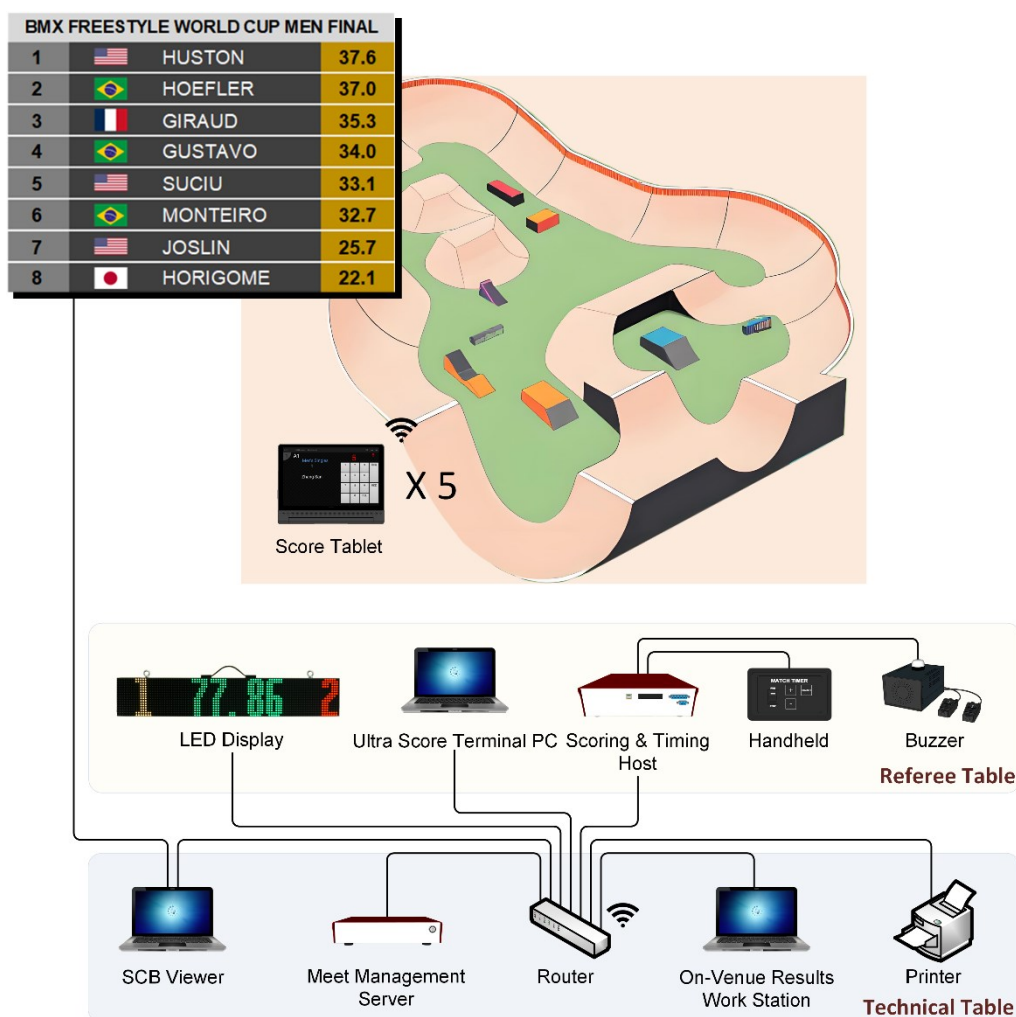 BMX FREESTYLE WORLD CUP MEN FINAL
1 HUSTON 37.6
2 HOEFLER 37.0
3 GIRAUD 35.3
4 GUSTAVO 34.0
5 SUCIU 33.1
6 MONTEIRO 32.7
7 JOSLIN 25.7
8 HORIGOME 22.1
A1
X 5
Score Tablet
1 77.86 2
MATCH TIMER
LED Display
Ultra Score Terminal PC
Scoring & Timing
Host
Handheld
Buzzer
Referee Table
SCB Viewer
Meet Management
Server
Router
On-Venue Results
Work Station
Printer
Technical Table